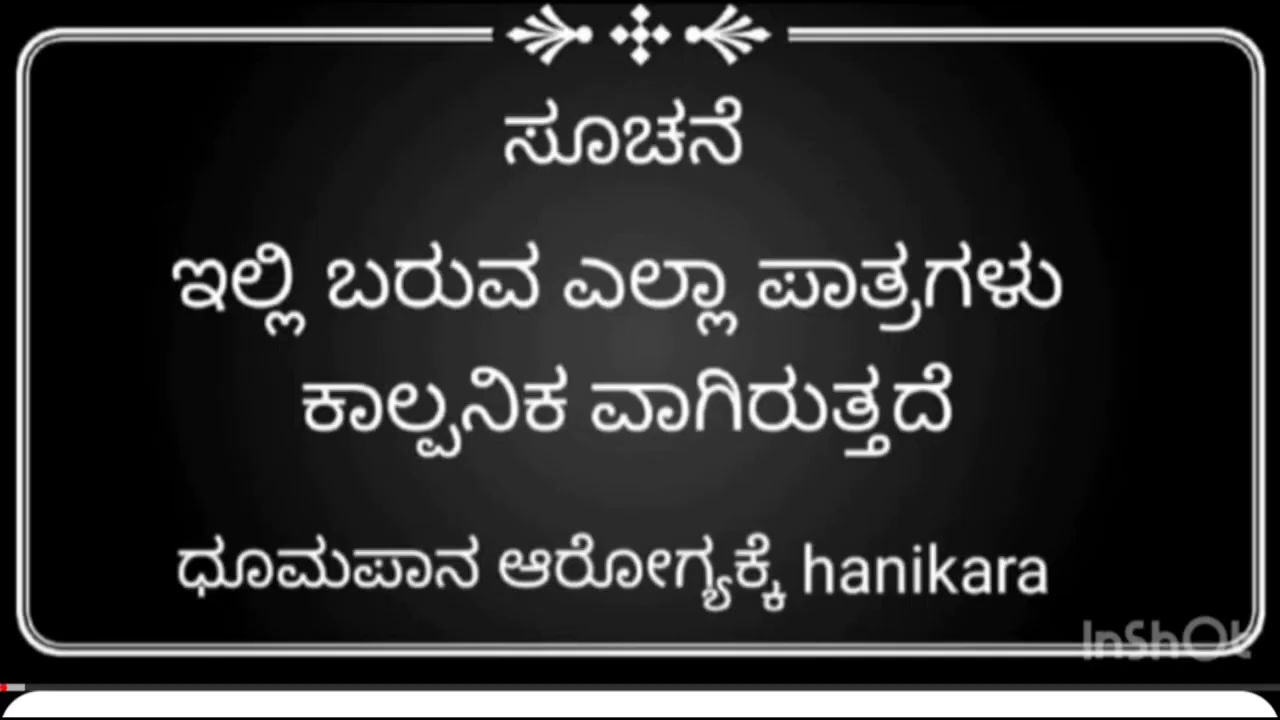 ಸೂಚನೆ
ಇಲ್ಲಿ ಬರುವ ಎಲ್ಲಾ ಪಾತ್ರಗಳು
ಕಾಲ್ಪನಿಕ ವಾಗಿರುತ್ತದೆ
ಧೂಮಪಾನ ಆರೋಗ್ಯಕ್ಕೆ hanikara
InShOt